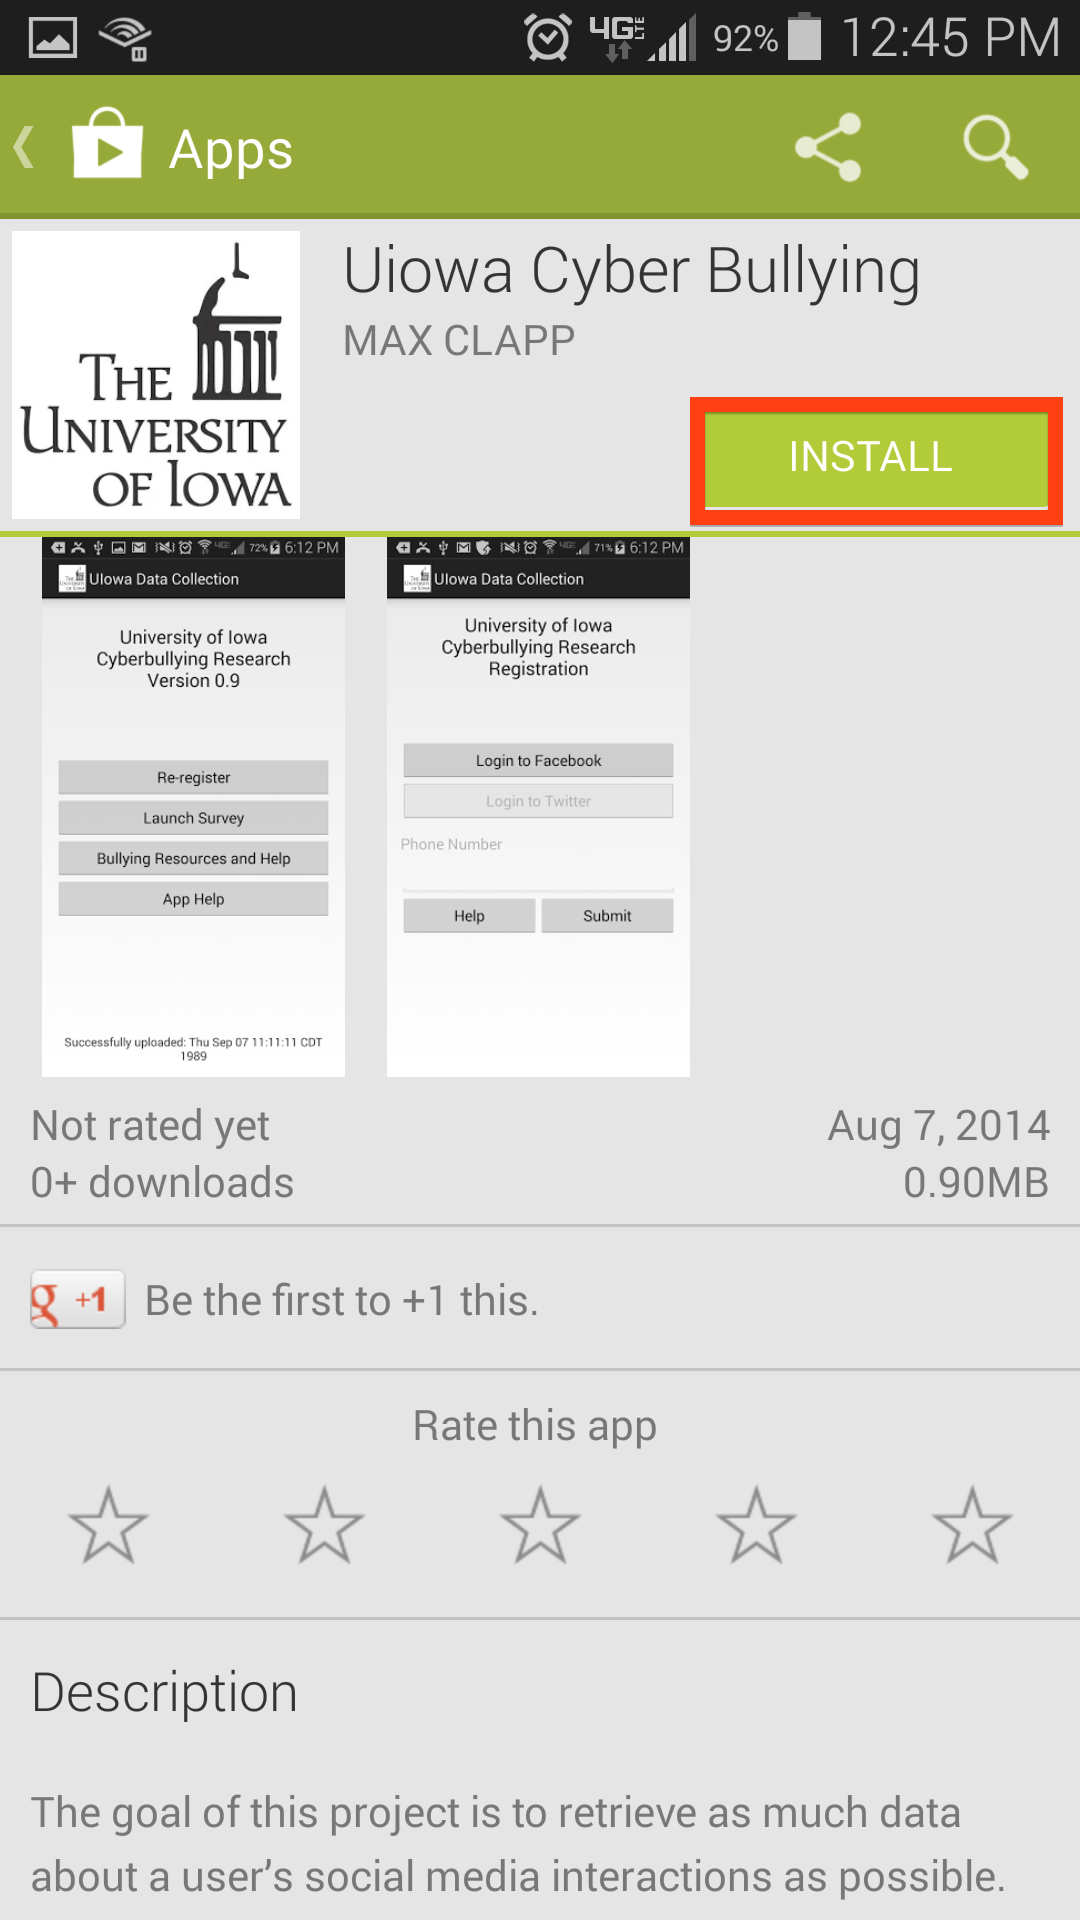 4G LTE 92% 12:45 PM
Apps
THE
UNIVERSITY
OF IOWA
Uiowa Cyber Bullying
MAX CLAPP
INSTALL
72% 6:12 PM
UIowa Data Collection
University of Iowa
Cyberbullying Research
Version 0.9
Re-register
Launch Survey
Bullying Resources and Help
App Help
Successfully uploaded: Thu Sep 07 11:11:11 CDT
1989
71% 6:12 PM
UIowa Data Collection
University of Iowa
Cyberbullying Research
Registration
Login to Facebook
Login to Twitter
Phone Number
Help Submit
Not rated yet Aug 7, 2014
0+ downloads 0.90MB
g +1 Be the first to +1 this.
Rate this app
Description
The goal of this project is to retrieve as much data
about a user's social media interactions as possible.